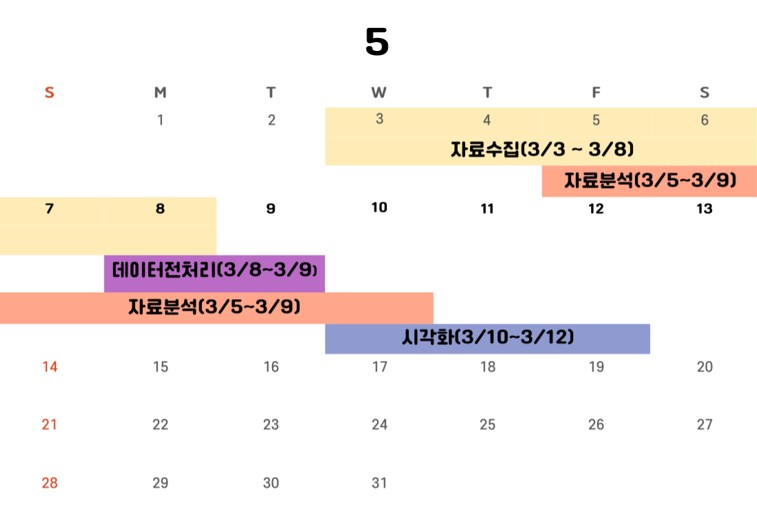 5
S M T W T F S
1 2 3 4 5 6
자료수집(3/3 ~ 3/8)
자료분석(3/5~3/9)
7 8 9 10 11 12 13
데이터전처리(3/8~3/9)
자료분석(3/5~3/9)
시각화(3/10~3/12)
14 15 16 17 18 19 20
21 22 23 24 25 26 27
28 29 30 31